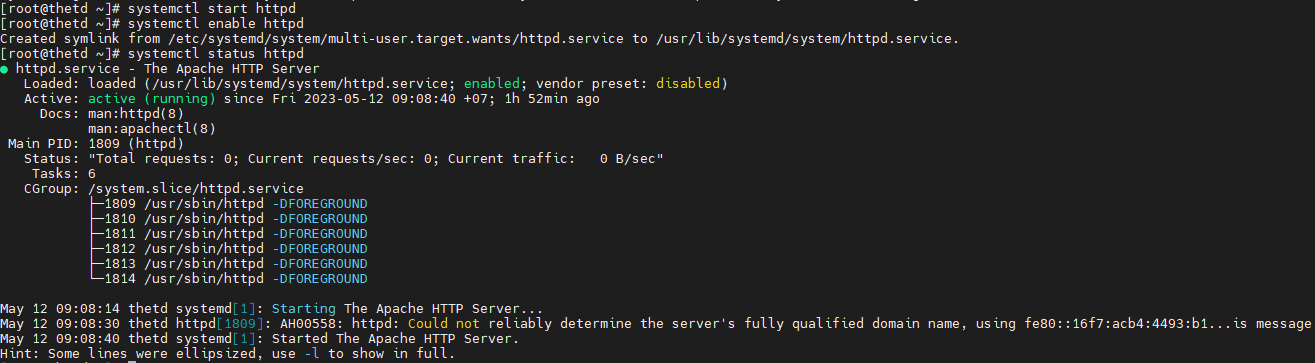 [root@thetd ~]# systemctl start httpd
[root@thetd ~]# systemctl enable httpd
Created symlink from /etc/systemd/system/multi-user.target.wants/httpd.service to /usr/lib/systemd/system/httpd.service.
[root@thetd ~]# systemctl status httpd
● httpd.service - The Apache HTTP Server
   Loaded: loaded (/usr/lib/systemd/system/httpd.service; enabled; vendor preset: disabled)
   Active: active (running) since Fri 2023-05-12 09:08:40 +07; 1h 52min ago
     Docs: man:httpd(8)
           man:apachectl(8)
 Main PID: 1809 (httpd)
   Status: "Total requests: 0; Current requests/sec: 0; Current traffic:   0 B/sec"
    Tasks: 6
   CGroup: /system.slice/httpd.service
           ├─1809 /usr/sbin/httpd -DFOREGROUND
           ├─1810 /usr/sbin/httpd -DFOREGROUND
           ├─1811 /usr/sbin/httpd -DFOREGROUND
           ├─1812 /usr/sbin/httpd -DFOREGROUND
           ├─1813 /usr/sbin/httpd -DFOREGROUND
           └─1814 /usr/sbin/httpd -DFOREGROUND
May 12 09:08:14 thetd systemd[1]: Starting The Apache HTTP Server...
May 12 09:08:30 thetd httpd[1809]: AH00558: httpd: Could not reliably determine the server's fully qualified domain name, using fe80::16f7:acb4:4493:b1...is message
May 12 09:08:40 thetd systemd[1]: Started The Apache HTTP Server.
Hint: Some lines were ellipsized, use -l to show in full.